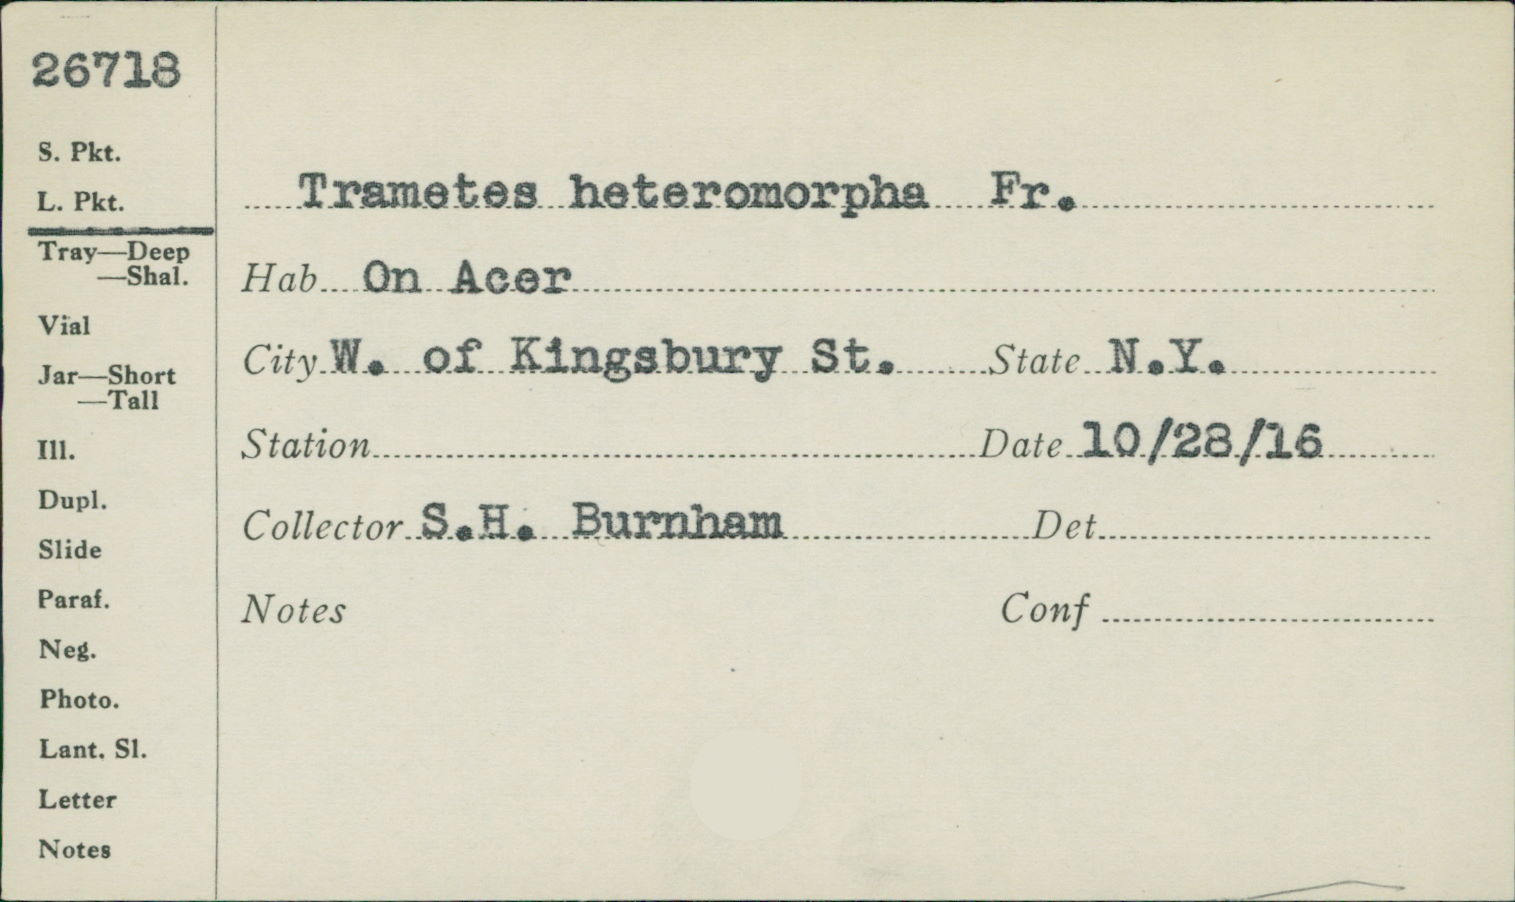 26718
S. Pkt.
L. Pkt.
Tray—Deep
—Shal.
Vial
Jar—Short
—Tall
Ill.
Dupl.
Slide
Paraf.
Neg.
Photo.
Lant. Sl.
Letter
Notes
Trametes heteromorpha Fr.
Hab On Acer
City W. of Kingsbury St. State N.Y.
Station Date 10/28/16
Collector S.H. Burnham Det
Notes Conf